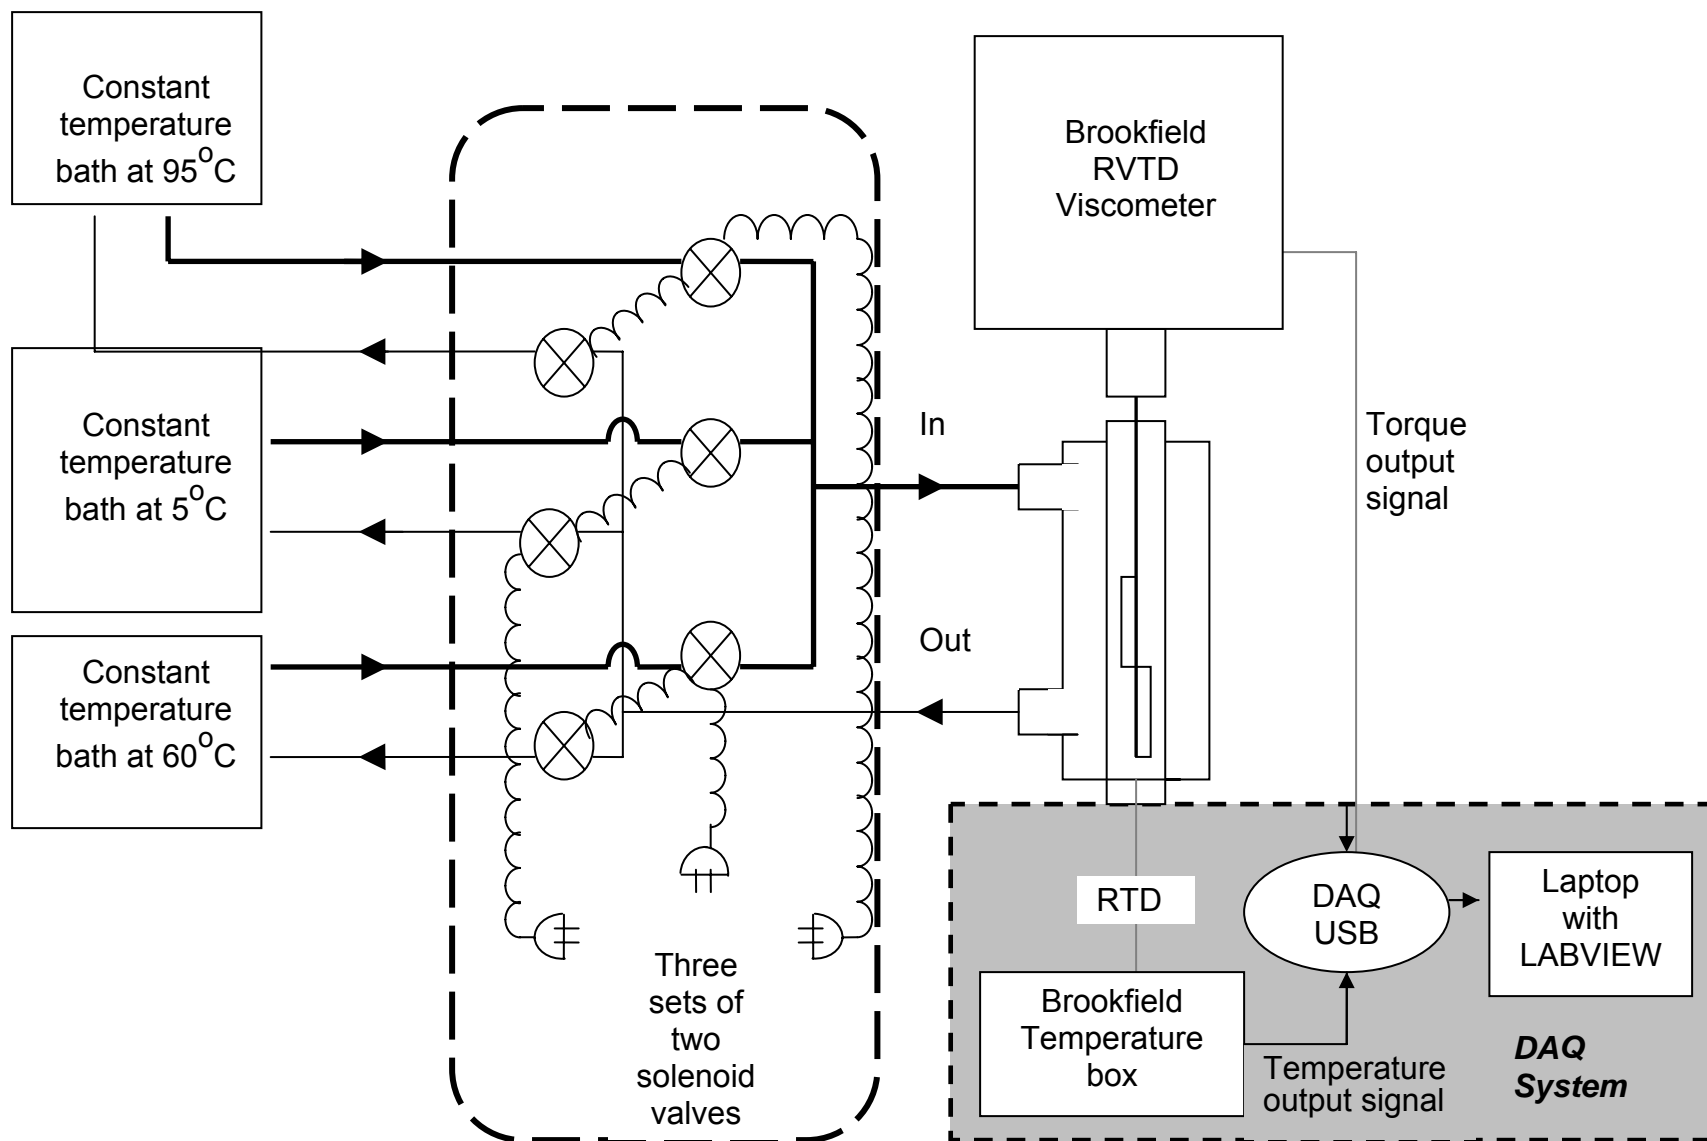 Constant
temperature
bath at 95°C
Constant
temperature
bath at 5°C
Constant
temperature
bath at 60°C
Three
sets of
two
solenoid
valves
In
Out
Brookfield
RVTD
Viscometer
Torque
output
signal
RTD
Brookfield
Temperature
box
Temperature
output signal
DAQ
USB
Laptop
with
LABVIEW
DAQ
System